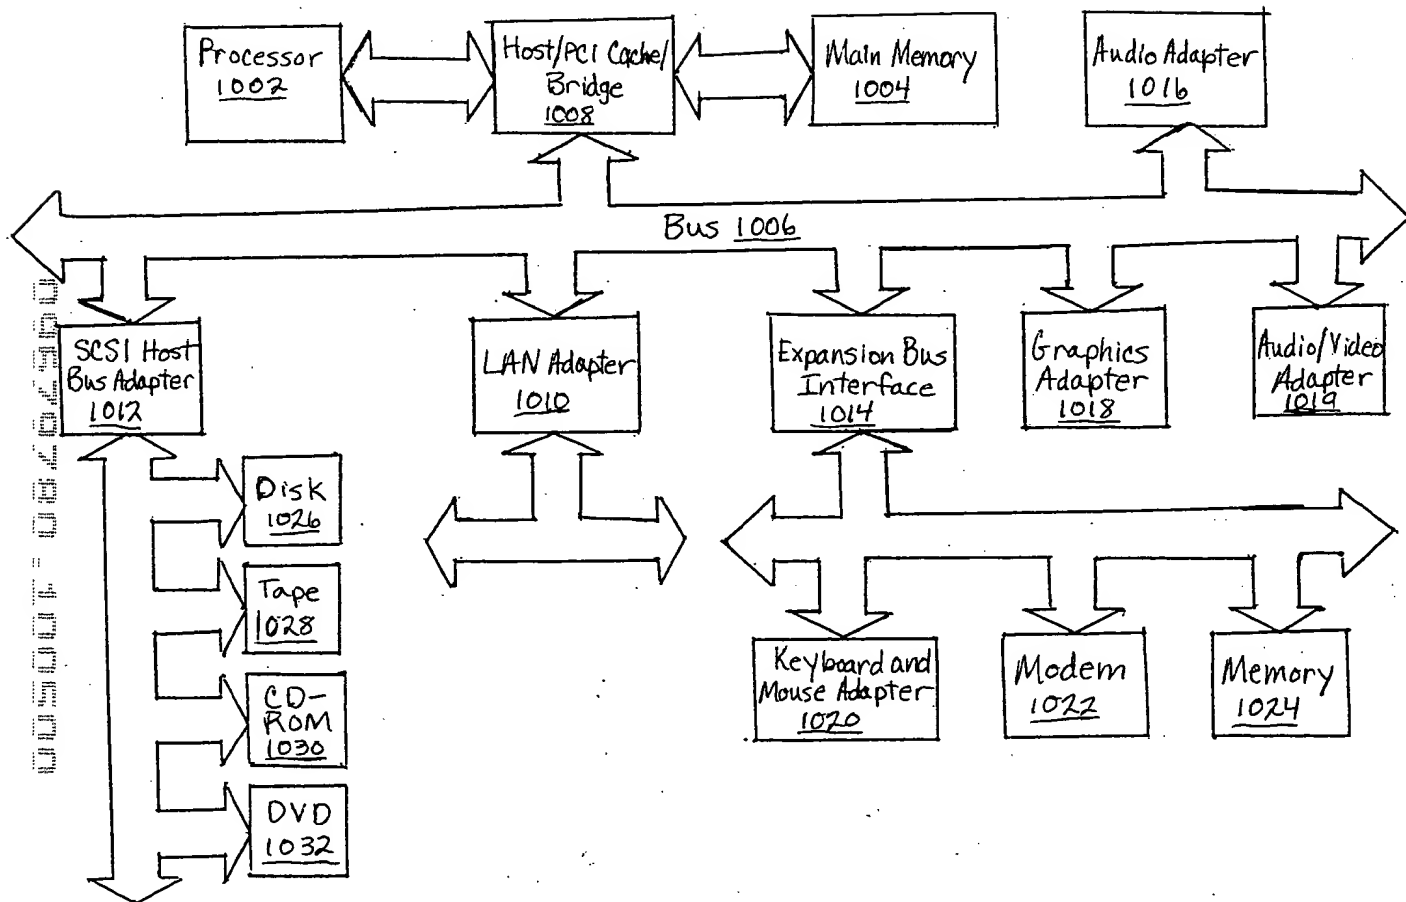 Processor
1002
Host/PCI Cache/
Bridge
1008
Main Memory
1004
Audio Adapter
1016
Bus 1006
SCSI Host
Bus Adapter
1012
LAN Adapter
1010
Expansion Bus
Interface
1014
Graphics
Adapter
1018
Audio/Video
Adapter
1019
Disk
1026
Tape
1028
CD-
ROM
1030
DVD
1032
Keyboard and
Mouse Adapter
1020
Modem
1022
Memory
1024